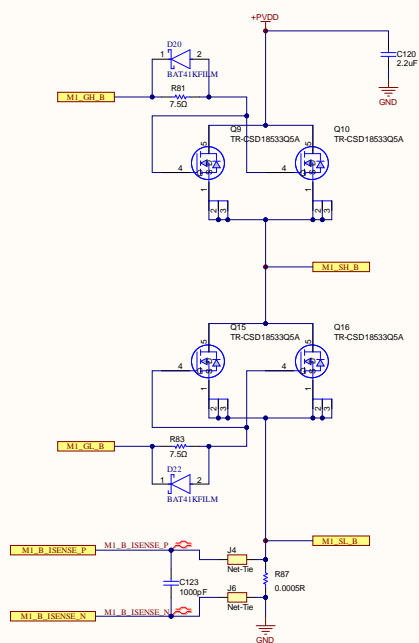 +PVDD
D20
1 2
BAT41KFILM
C120
2.2uF
GND
R81
7.5Ω
M1_GH_B
Q9
TR-CSD18533Q5A
Q10
TR-CSD18533Q5A
5
5
4
4
1
1
2
3
2
3
M1_SH_B
Q15
TR-CSD18533Q5A
Q16
TR-CSD18533Q5A
5
5
4
4
1
1
2
3
2
3
M1_GL_B
R83
7.5Ω
D22
1 2
BAT41KFILM
M1_SL_B
M1_B_ISENSE_P
M1_B_ISENSE_P
J4
Net-Tie
C123
1000pF
R87
0.0005R
J6
Net-Tie
M1_B_ISENSE_N
M1_B_ISENSE_N
GND